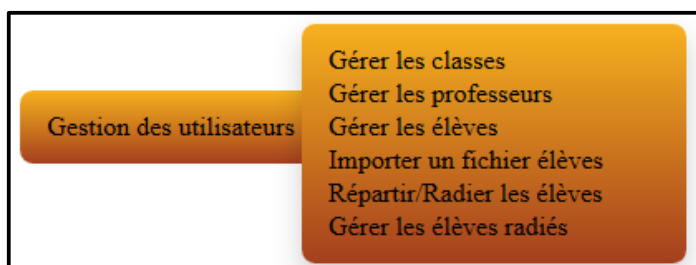 Gestion des utilisateurs
Gérer les classes
Gérer les professeurs
Gérer les élèves
Importer un fichier élèves
Répartir/Radier les élèves
Gérer les élèves radiés